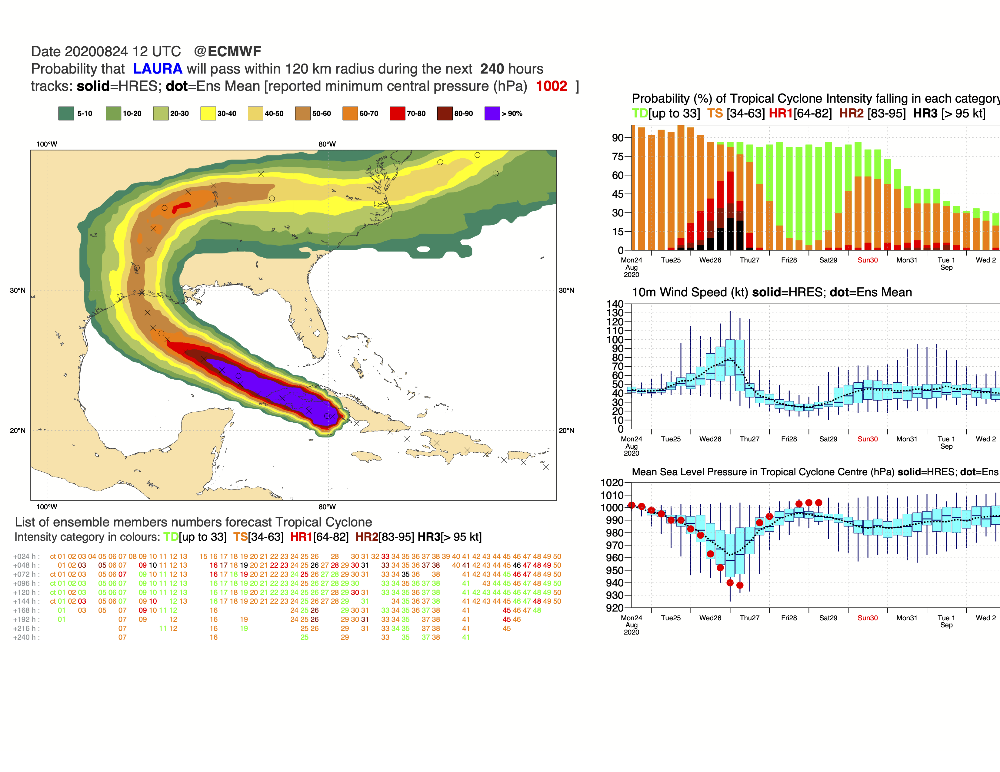 Date 20200824 12 UTC @ECMWF
Probability that LAURA will pass within 120 km radius during the next 240 hours
tracks: solid=HRES; dot=Ens Mean [reported minimum central pressure (hPa) 1002 ]
5-10 10-20 20-30 30-40 40-50 50-60 60-70 70-80 80-90 > 90%
100°W 80°W
30°N 30°N
20°N 20°N
100°W 80°W
List of ensemble members numbers forecast Tropical Cyclone
Intensity category in colours: TD[up to 33] TS[34-63] HR1[64-82] HR2[83-95] HR3[> 95 kt]
+024 h : ct 01 02 03 04 05 06 07 08 09 10 11 12 13 15 16 17 18 19 20 21 22 23 24 25 26 28 30 31 32 33 34 35 36 37 38 39 40 41 42 43 44 45 46 47 48 49 50
+048 h : 01 02 03 05 06 07 09 10 11 12 13 16 17 18 19 20 21 22 23 24 25 26 27 28 29 30 31 33 34 35 36 37 38 40 41 42 43 44 45 46 47 48 49 50
+072 h : ct 01 02 03 05 06 07 09 10 11 12 13 16 17 18 19 20 21 22 23 24 25 26 27 28 29 30 31 33 34 35 36 38 41 42 43 44 45 46 47 48 49 50
+096 h : ct 01 02 03 05 06 07 09 10 11 12 13 16 17 18 19 20 21 22 23 24 25 26 27 28 29 30 33 34 35 36 37 38 41 43 44 45 46 47 48 49 50
+120 h : ct 01 02 03 05 06 07 09 10 11 12 13 16 17 18 19 20 21 22 23 24 25 26 27 28 29 30 31 33 34 35 36 37 38 41 42 43 44 45 46 47 48 49 50
+144 h : ct 01 02 03 05 06 07 09 10 12 13 16 17 18 19 20 21 22 23 24 25 26 27 28 29 31 34 35 36 37 38 41 42 43 44 45 46 47 48 49 50
+168 h : 01 03 05 07 09 10 11 12 16 24 25 26 29 30 31 33 34 35 36 37 38 41 45 46 47 48
+192 h : 01 07 09 12 16 19 24 25 26 29 30 31 33 34 35 37 38 41 45 46
+216 h : 07 11 12 16 19 25 26 29 31 33 34 35 37 38 41 45
+240 h : 07 16 25 29 33 35 37 38 41
Probability (%) of Tropical Cyclone Intensity falling in each category
TD[up to 33] TS [34-63] HR1[64-82] HR2 [83-95] HR3 [> 95 kt]
90
75
60
45
30
15
0
Mon24 Tue25 Wed26 Thu27 Fri28 Sat29 Sun30 Mon31 Tue 1 Wed 2
Aug Sep
2020
10m Wind Speed (kt) solid=HRES; dot=Ens Mean
140
130
120
110
100
90
80
70
60
50
40
30
20
10
0
Mon24 Tue25 Wed26 Thu27 Fri28 Sat29 Sun30 Mon31 Tue 1 Wed 2
Aug Sep
2020
Mean Sea Level Pressure in Tropical Cyclone Centre (hPa) solid=HRES; dot=Ens
1020
1010
1000
990
980
970
960
950
940
930
920
Mon24 Tue25 Wed26 Thu27 Fri28 Sat29 Sun30 Mon31 Tue 1 Wed 2
Aug Sep
2020